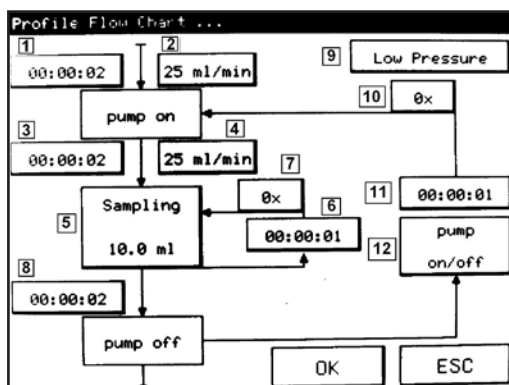 Profile Flow Chart ...
1
2
00:00:02
25 ml/min
9
Low Pressure
10
0x
pump on
3
4
00:00:02
25 ml/min
7
0x
11
00:00:01
5
Sampling
10.0 ml
6
00:00:01
12
pump
on/off
8
00:00:02
pump off
OK
ESC